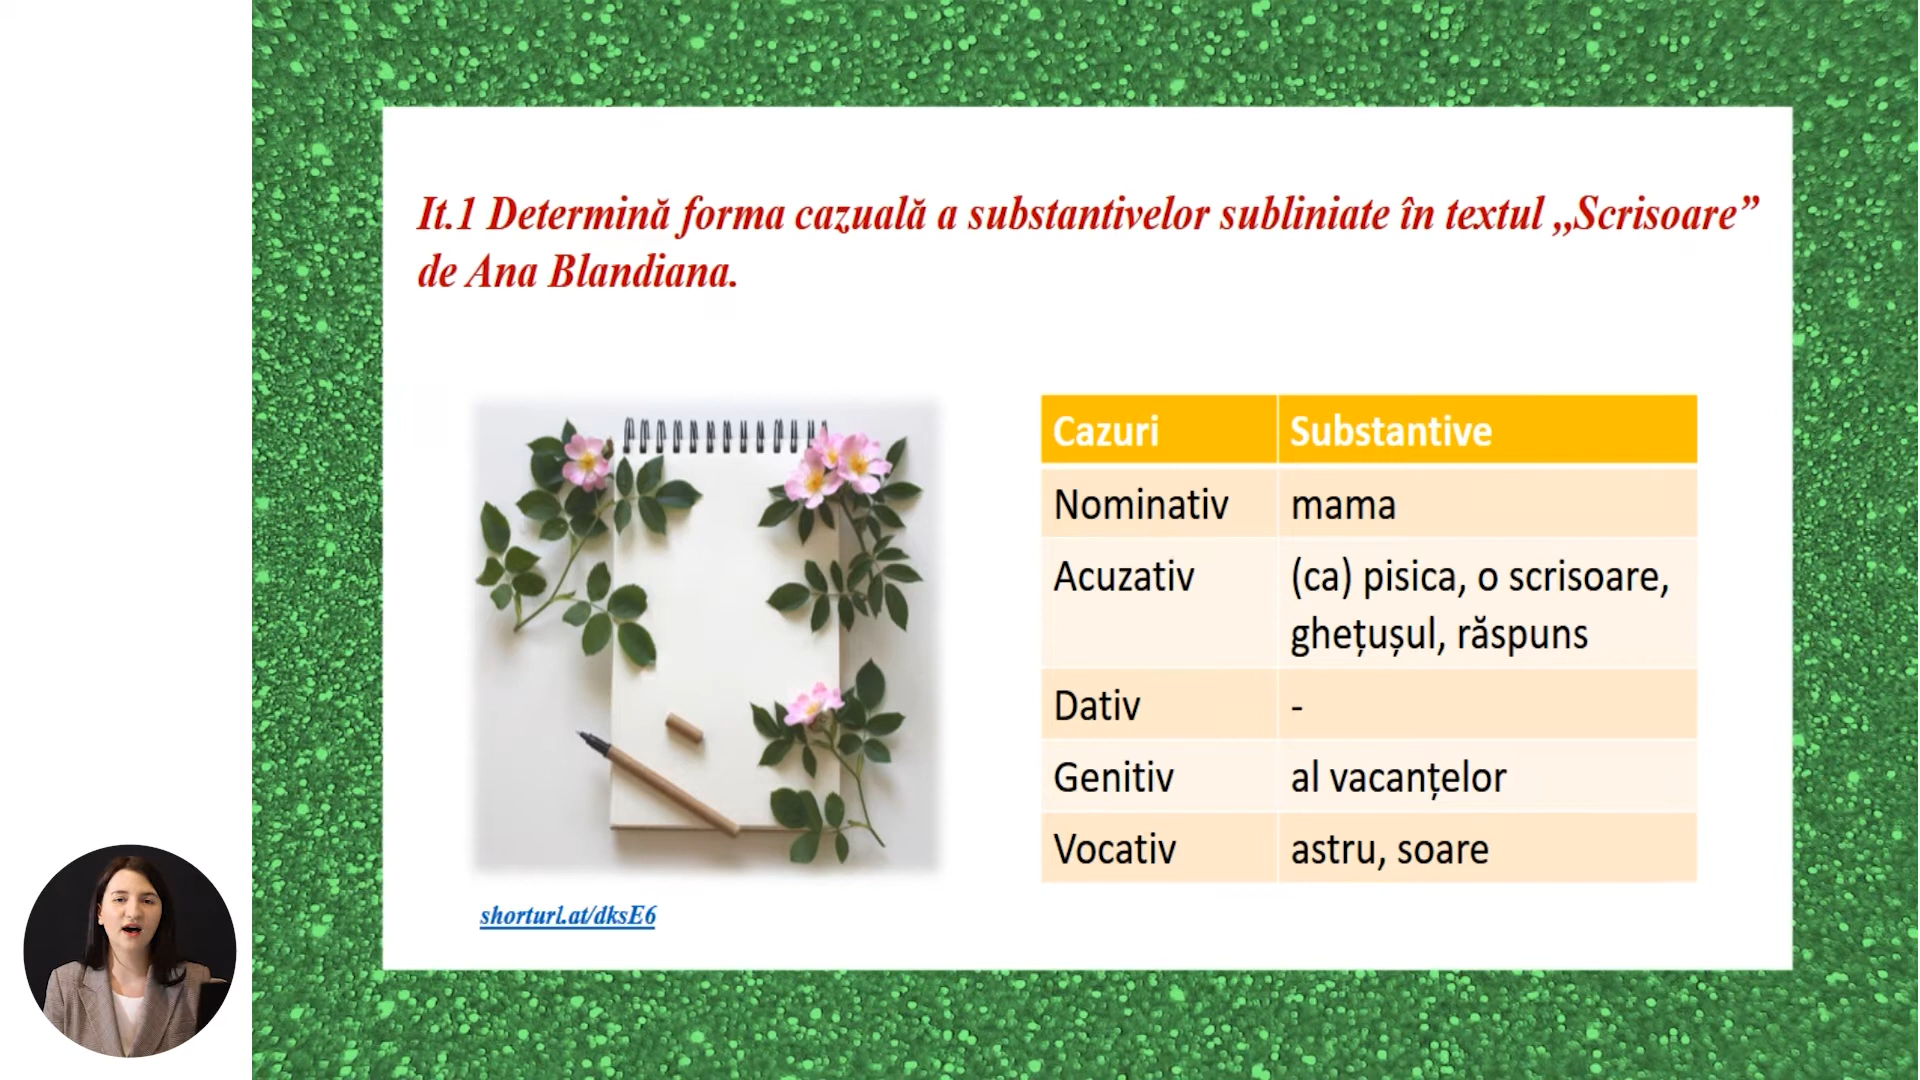 It.1 Determină forma cazuală a substantivelor subliniate în textul ,,Scrisoare”
de Ana Blandiana.
Cazuri Substantive
Nominativ mama
Acuzativ (ca) pisica, o scrisoare,
ghețușul, răspuns
Dativ -
Genitiv al vacanțelor
Vocativ astru, soare
shorturl.at/dksE6